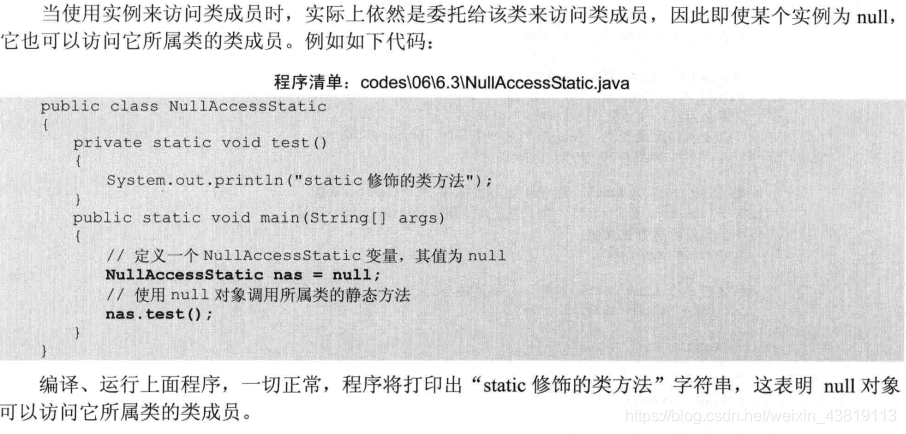 当使用实例来访问类成员时，实际上依然是委托给该类来访问类成员，因此即使某个实例为 null，
它也可以访问它所属类的类成员。例如如下代码：
程序清单：codes\06\6.3\NullAccessStatic.java
public class NullAccessStatic
{
private static void test()
{
System.out.println("static 修饰的类方法");
}
public static void main(String[] args)
{
// 定义一个 NullAccessStatic 变量，其值为 null
NullAccessStatic nas = null;
// 使用 null 对象调用所属类的静态方法
nas.test();
}
}
编译、运行上面程序，一切正常，程序将打印出“static 修饰的类方法”字符串，这表明 null 对象
可以访问它所属类的类成员。
https://blog.csdn.net/weixin_43819113